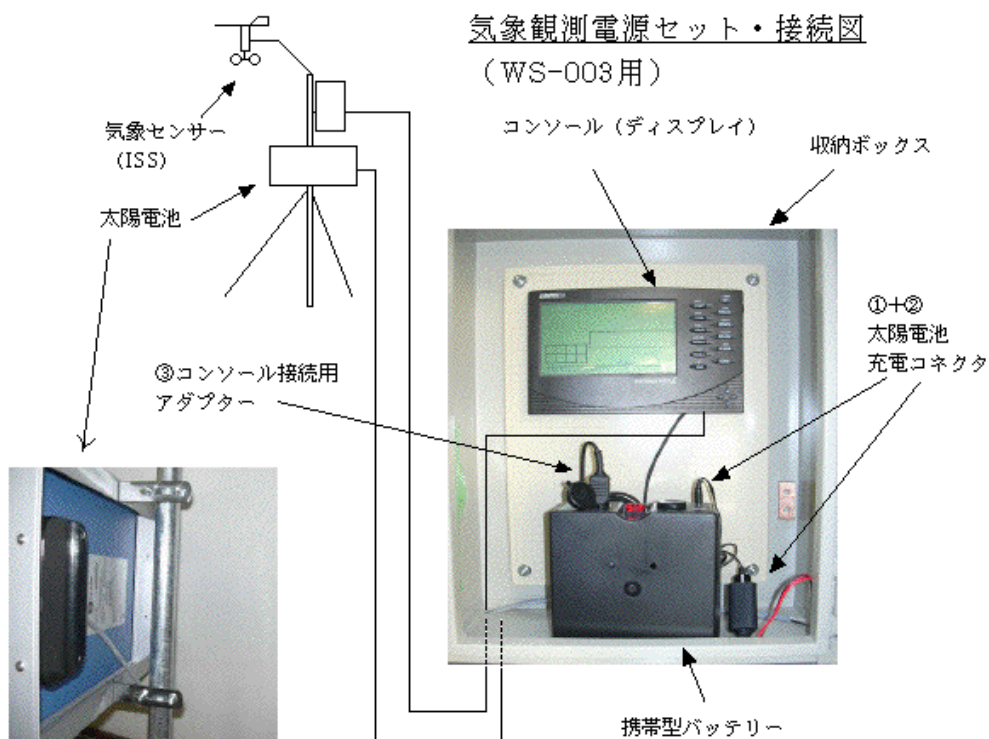 気象観測電源セット・接続図
（WS-003用）
気象センサー
(ISS)
コンソール（ディスプレイ）
収納ボックス
太陽電池
①+②
太陽電池
充電コネクタ
③コンソール接続用
アダプター
携帯型バッテリー